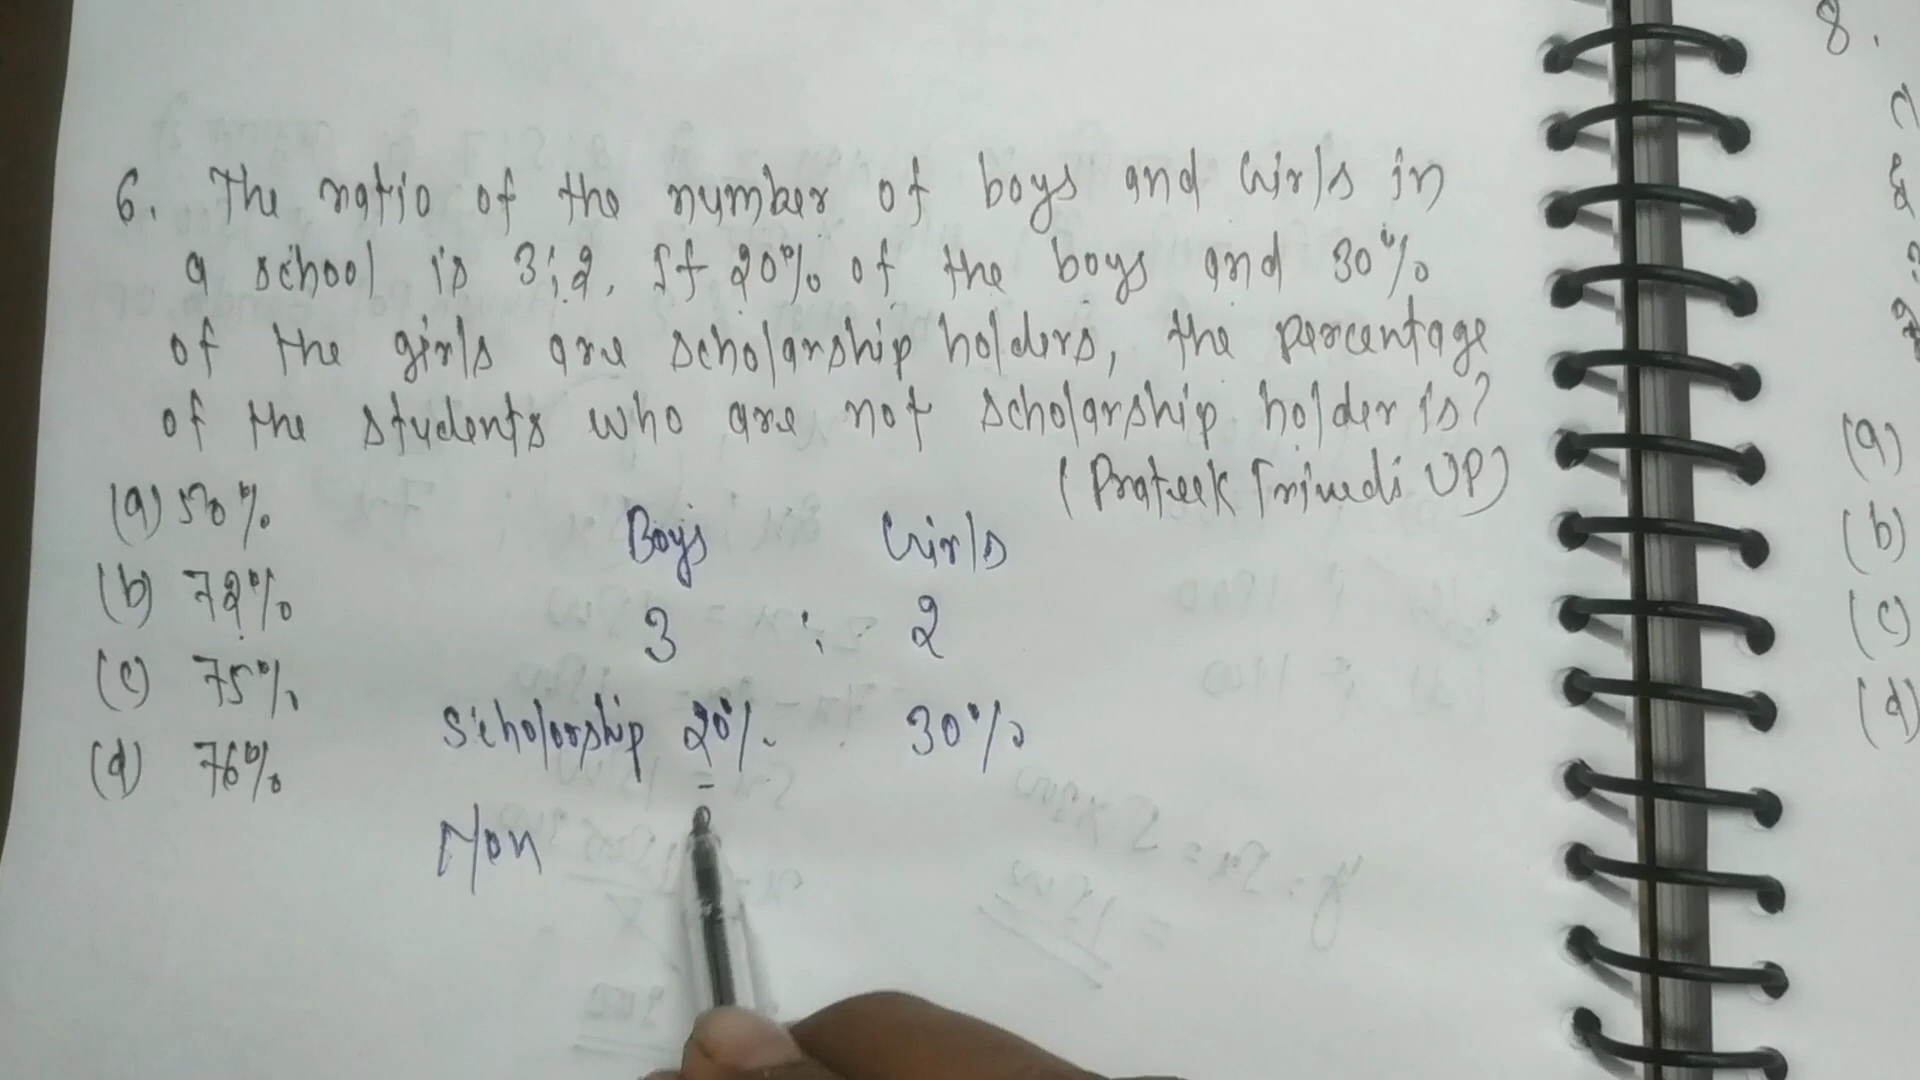 6. The ratio of the number of boys and Girls in
a school is 3:2. If 20% of the boys and 30%
of the girls are scholarship holders, the percentage
of the students who are not scholarship holder is?
(Prateek Trivedi UP)
(a) 50%
(b) 72%
(c) 75%
(d) 76%
Boys Girls
3 : 2
Scholorship 20% 30%
Non
8.
(a)
(b)
(c)
(d)